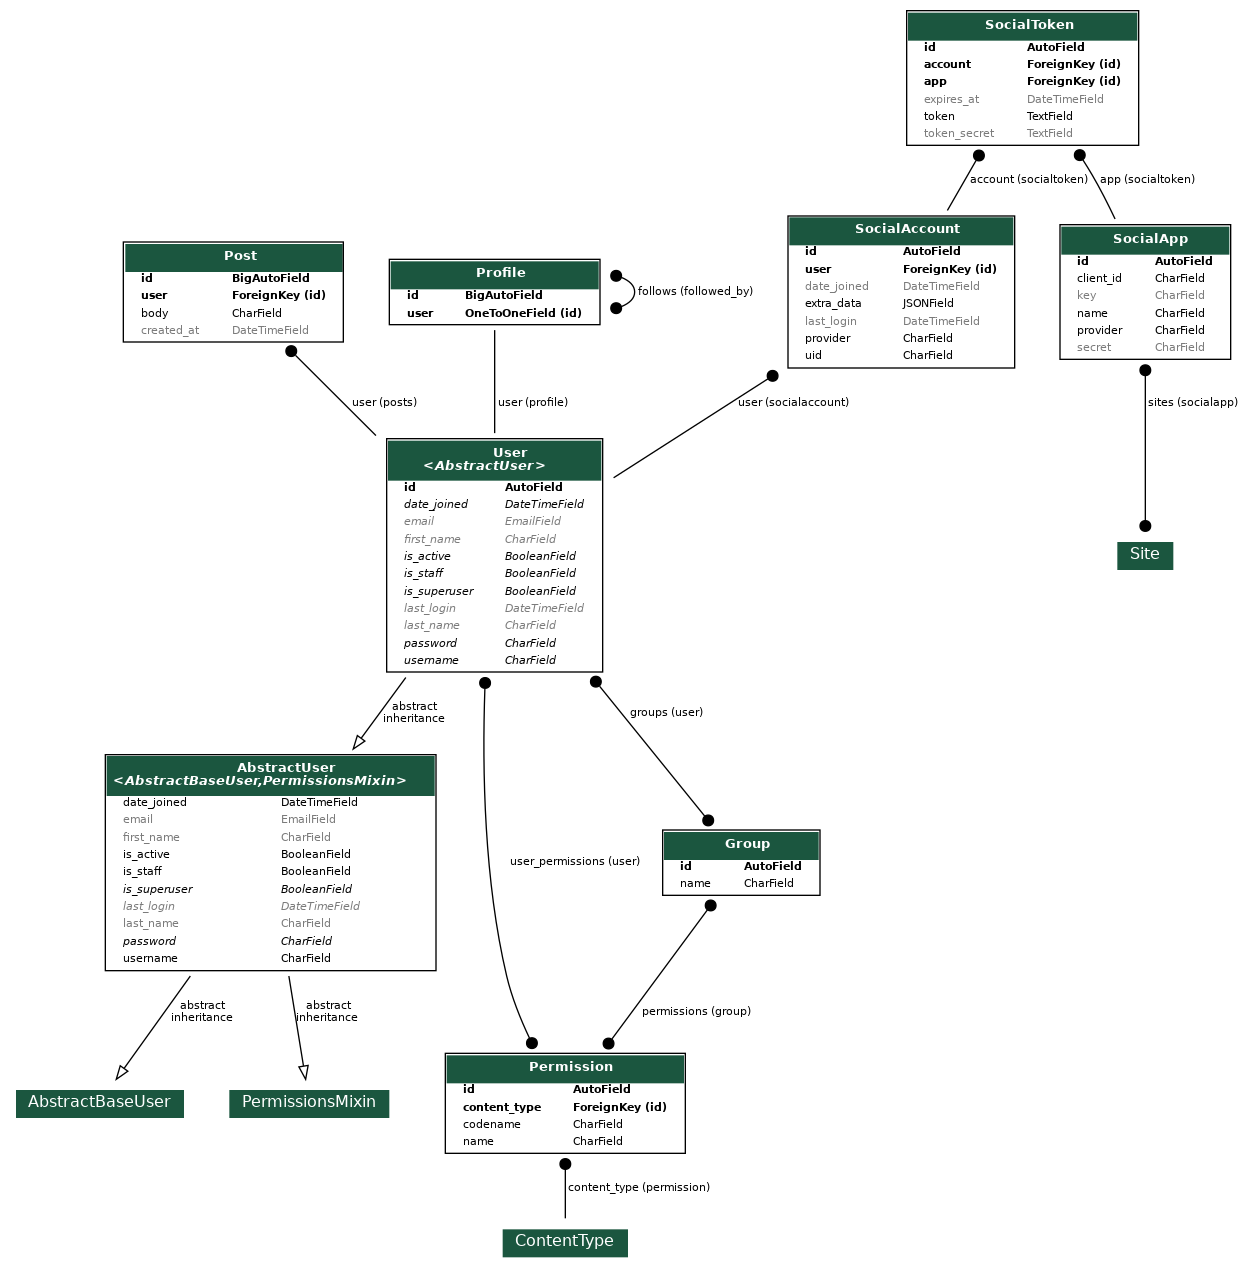 SocialToken
id AutoField
account ForeignKey (id)
app ForeignKey (id)
expires_at DateTimeField
token TextField
token_secret TextField
account (socialtoken)
app (socialtoken)
SocialAccount
id AutoField
user ForeignKey (id)
date_joined DateTimeField
extra_data JSONField
last_login DateTimeField
provider CharField
uid CharField
SocialApp
id AutoField
client_id CharField
key CharField
name CharField
provider CharField
secret CharField
Post
id BigAutoField
user ForeignKey (id)
body CharField
created_at DateTimeField
Profile
id BigAutoField
user OneToOneField (id)
follows (followed_by)
user (posts)
user (profile)
user (socialaccount)
sites (socialapp)
User
<AbstractUser>
id AutoField
date_joined DateTimeField
email EmailField
first_name CharField
is_active BooleanField
is_staff BooleanField
is_superuser BooleanField
last_login DateTimeField
last_name CharField
password CharField
username CharField
Site
abstract
inheritance
groups (user)
AbstractUser
<AbstractBaseUser,PermissionsMixin>
date_joined DateTimeField
email EmailField
first_name CharField
is_active BooleanField
is_staff BooleanField
is_superuser BooleanField
last_login DateTimeField
last_name CharField
password CharField
username CharField
user_permissions (user)
Group
id AutoField
name CharField
abstract
inheritance
abstract
inheritance
permissions (group)
AbstractBaseUser
PermissionsMixin
Permission
id AutoField
content_type ForeignKey (id)
codename CharField
name CharField
content_type (permission)
ContentType